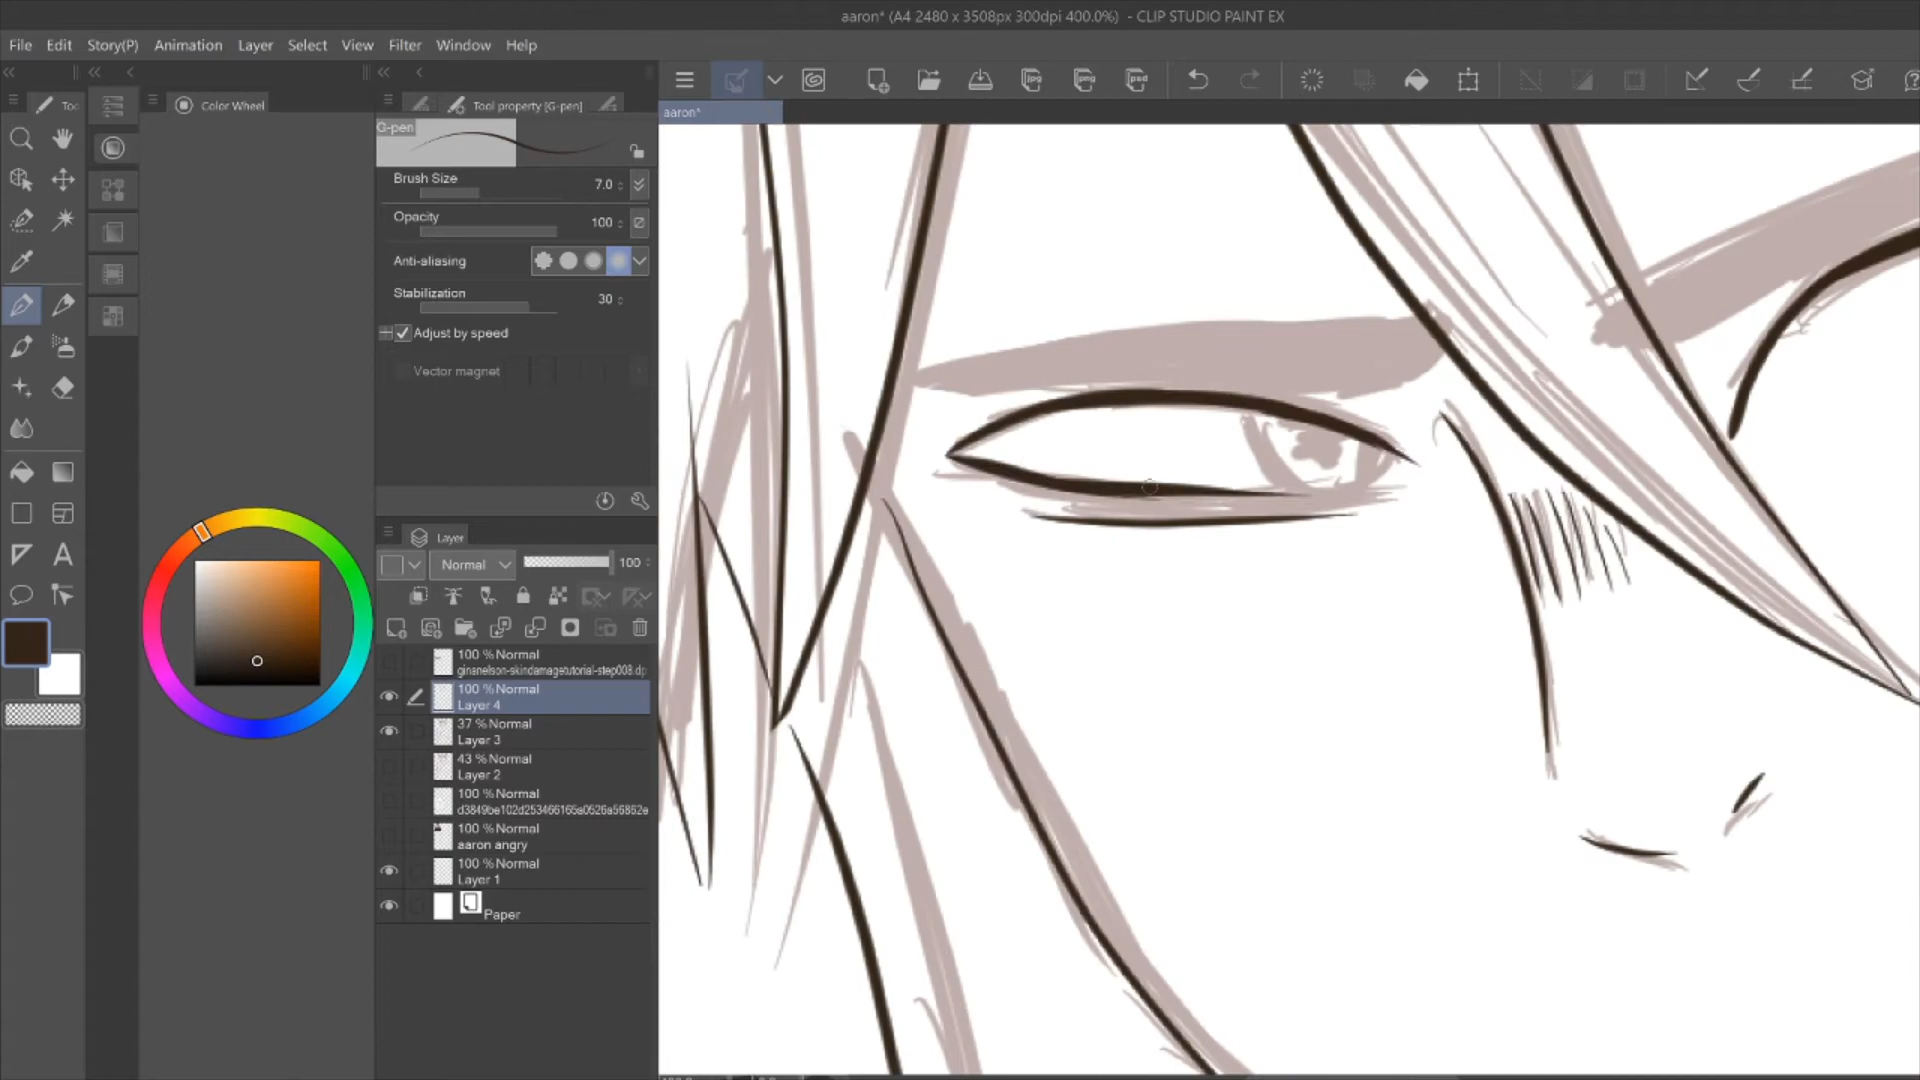 aaron* (A4 2480 x 3508px 300dpi 400.0%) - CLIP STUDIO PAINT EX
File Edit Story(P) Animation Layer Select View Filter Window Help
Too
Color Wheel
Tool property [G-pen]
aaron*
G-pen
Brush Size 7.0
Opacity 100
Anti-aliasing
Stabilization 30
Adjust by speed
Vector magnet
Layer
Normal 100
100 % Normal
ginanelson-skindamagetutorial-step008.dp
100 % Normal
Layer 4
37 % Normal
Layer 3
43 % Normal
Layer 2
100 % Normal
d3849be102d253466165a0526a56862e
100 % Normal
aaron angry
100 % Normal
Layer 1
Paper